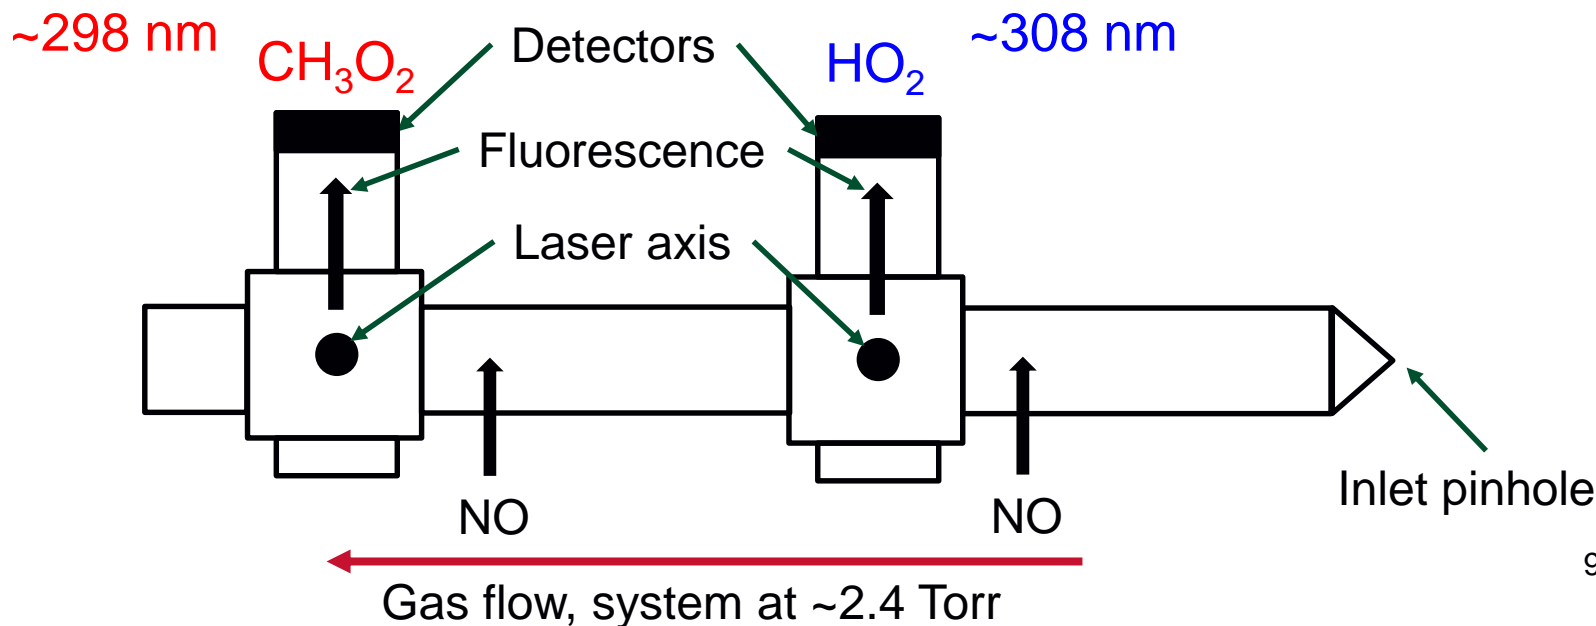 ~298 nm
CH₃O₂
Detectors
HO₂
~308 nm
Fluorescence
Laser axis
NO
NO
Inlet pinhole
Gas flow, system at ~2.4 Torr
9